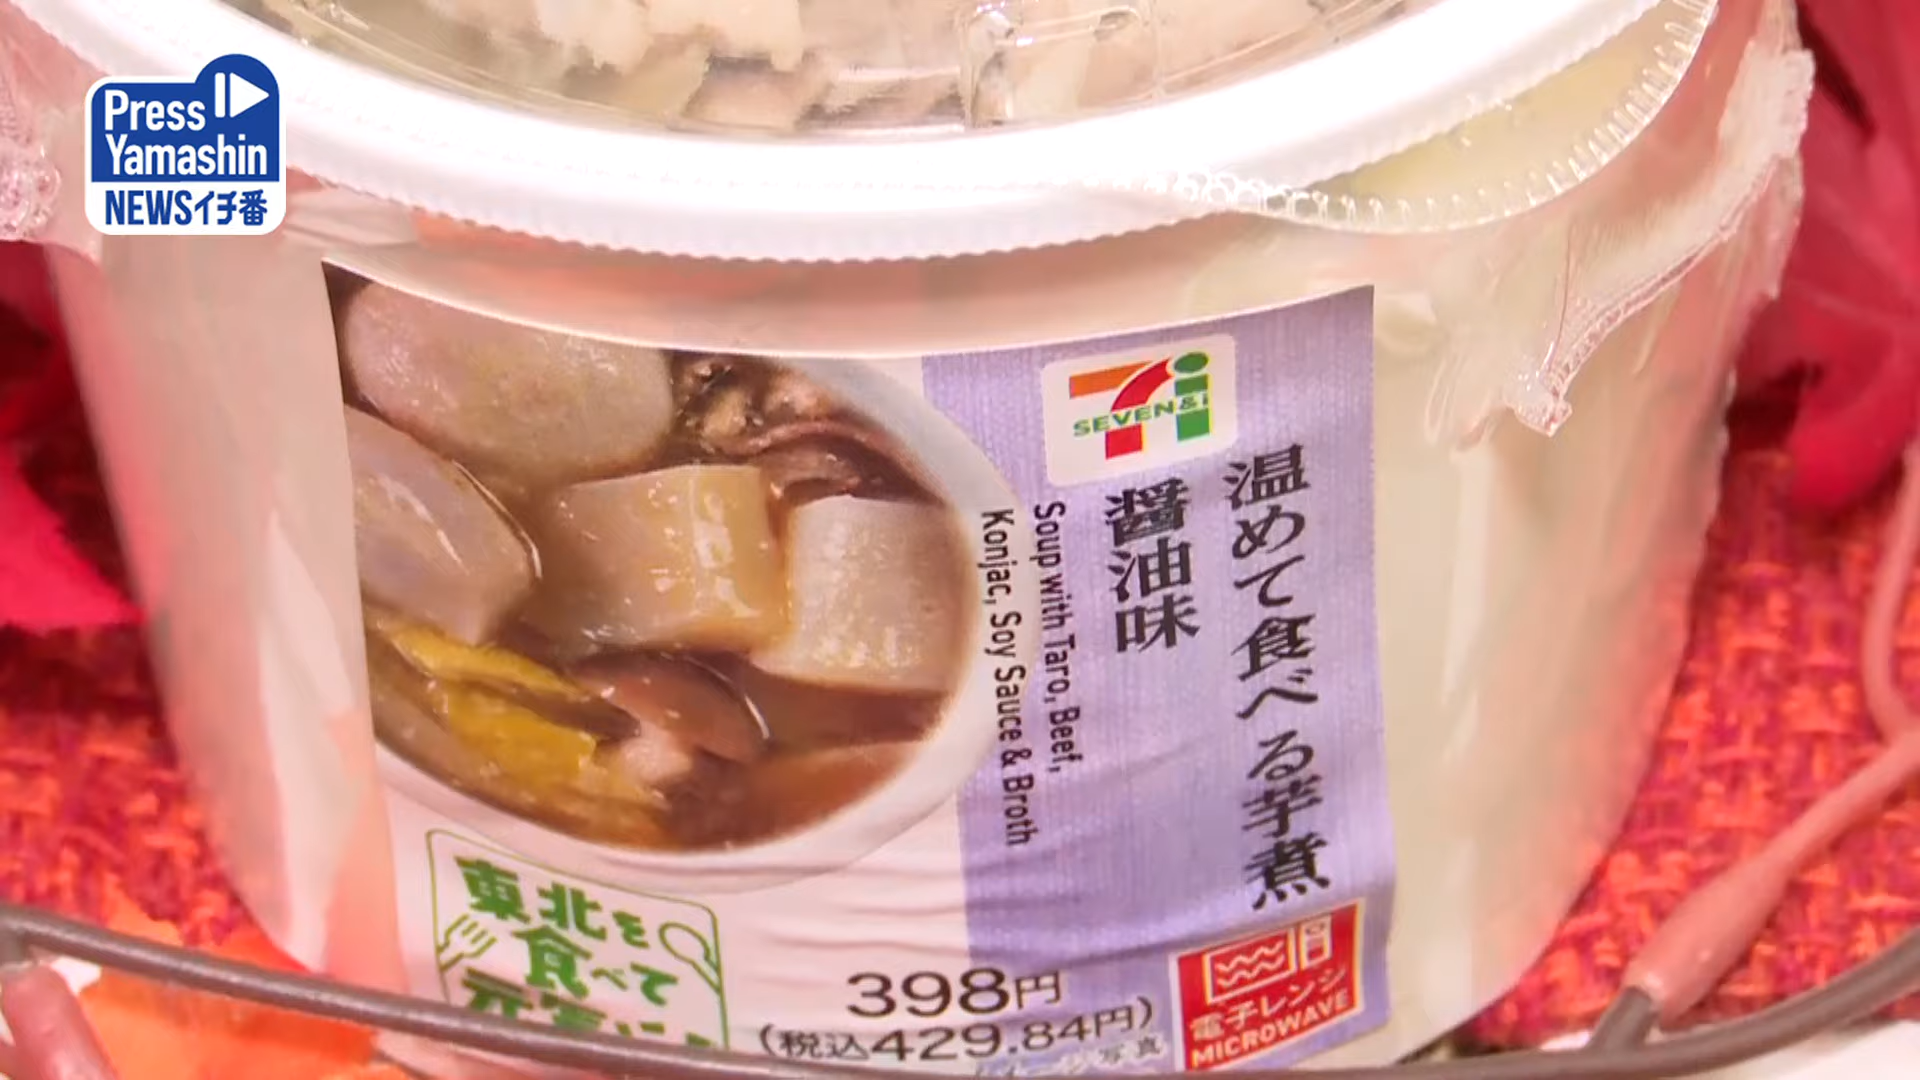 Press
Yamashin
NEWSイチ番
SEVEN&i
温めて食べる芋煮
醤油味
Soup with Taro, Beef,
Konjac, Soy Sauce & Broth
東北を
食べて
398円
(税込429.84円)
写真
電子レンジ
MICROWAVE